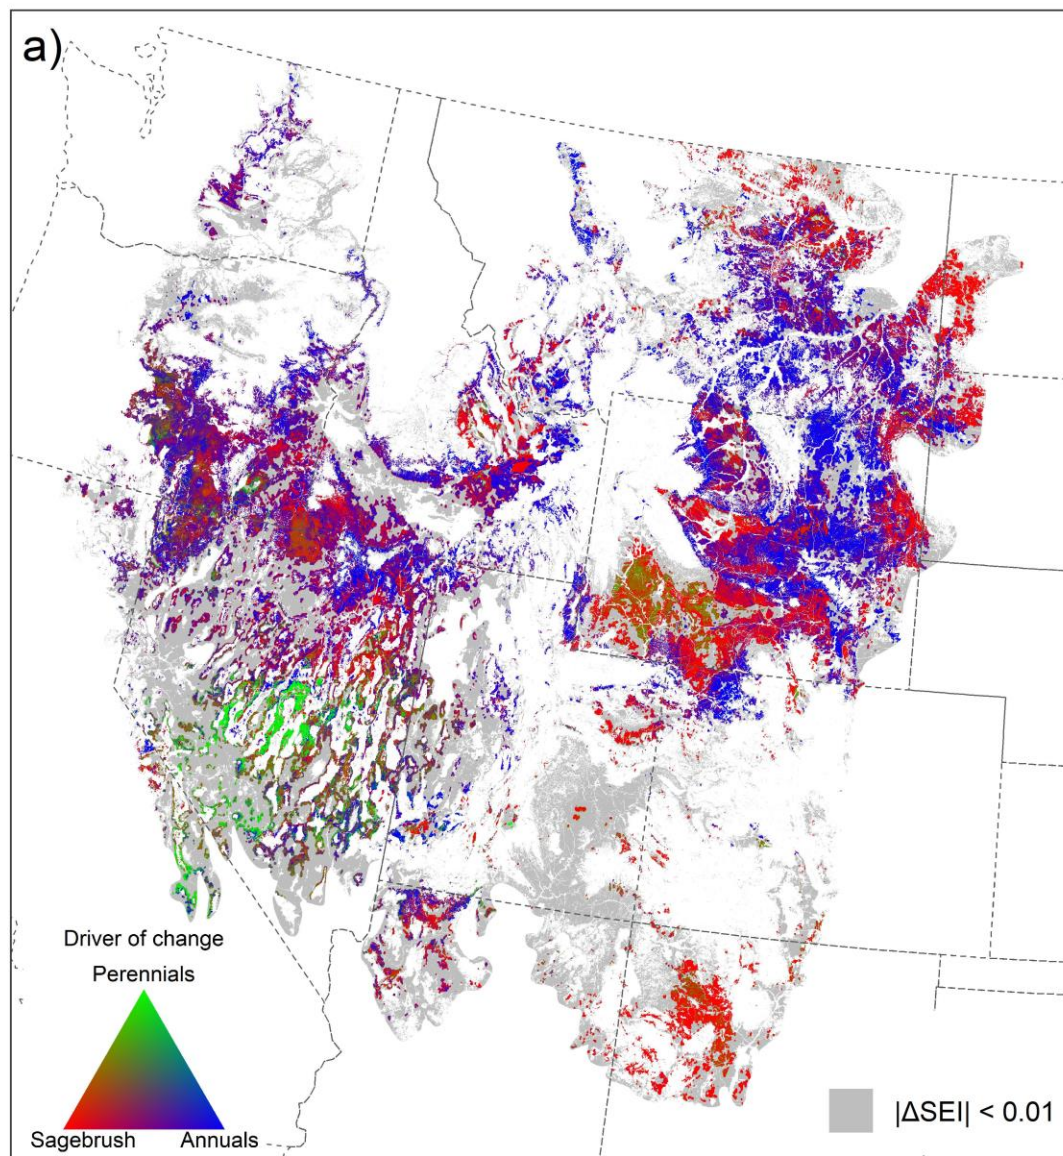 a)
Driver of change
Perennials
Sagebrush Annuals
|ΔSEI| < 0.01